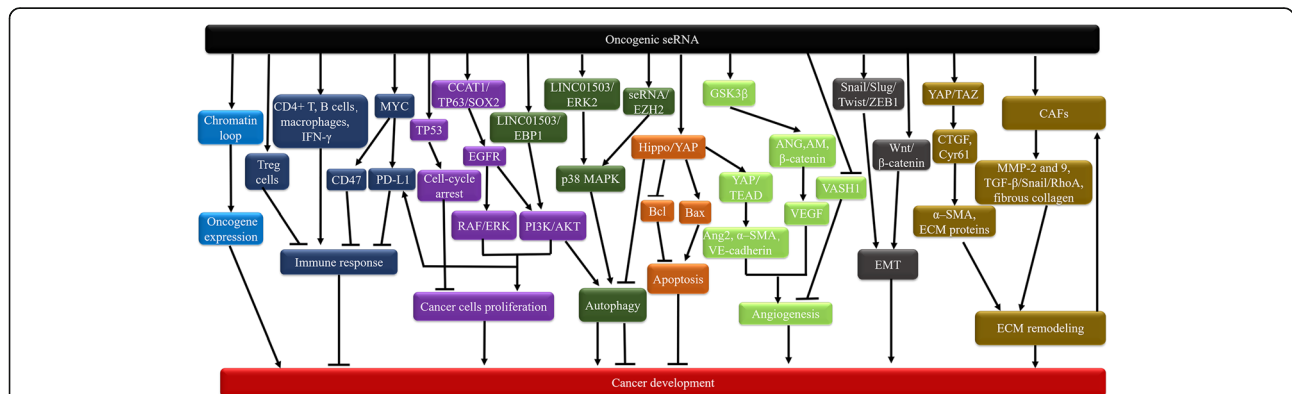 Oncogenic seRNA
Chromatin
loop
Oncogene
expression
Treg
cells
CD4+ T, B cells,
macrophages,
IFN-γ
MYC
CD47
PD-L1
Immune response
TP53
Cell-cycle
arrest
CCAT1/
TP63/SOX2
EGFR
RAF/ERK
PI3K/AKT
Cancer cells proliferation
LINC01503/
EBP1
LINC01503/
ERK2
seRNA/
EZH2
p38 MAPK
Autophagy
Hippo/YAP
Bcl
Bax
Apoptosis
YAP/
TEAD
Ang2, α-SMA,
VE-cadherin
GSK3β
ANG,AM,
β-catenin
VEGF
VASH1
Angiogenesis
Snail/Slug/
Twist/ZEB1
Wnt/
β-catenin
EMT
YAP/TAZ
CTGF,
Cyr61
α–SMA,
ECM proteins
CAFs
MMP-2 and 9,
TGF-β/Snail/RhoA,
fibrous collagen
ECM remodeling
Cancer development